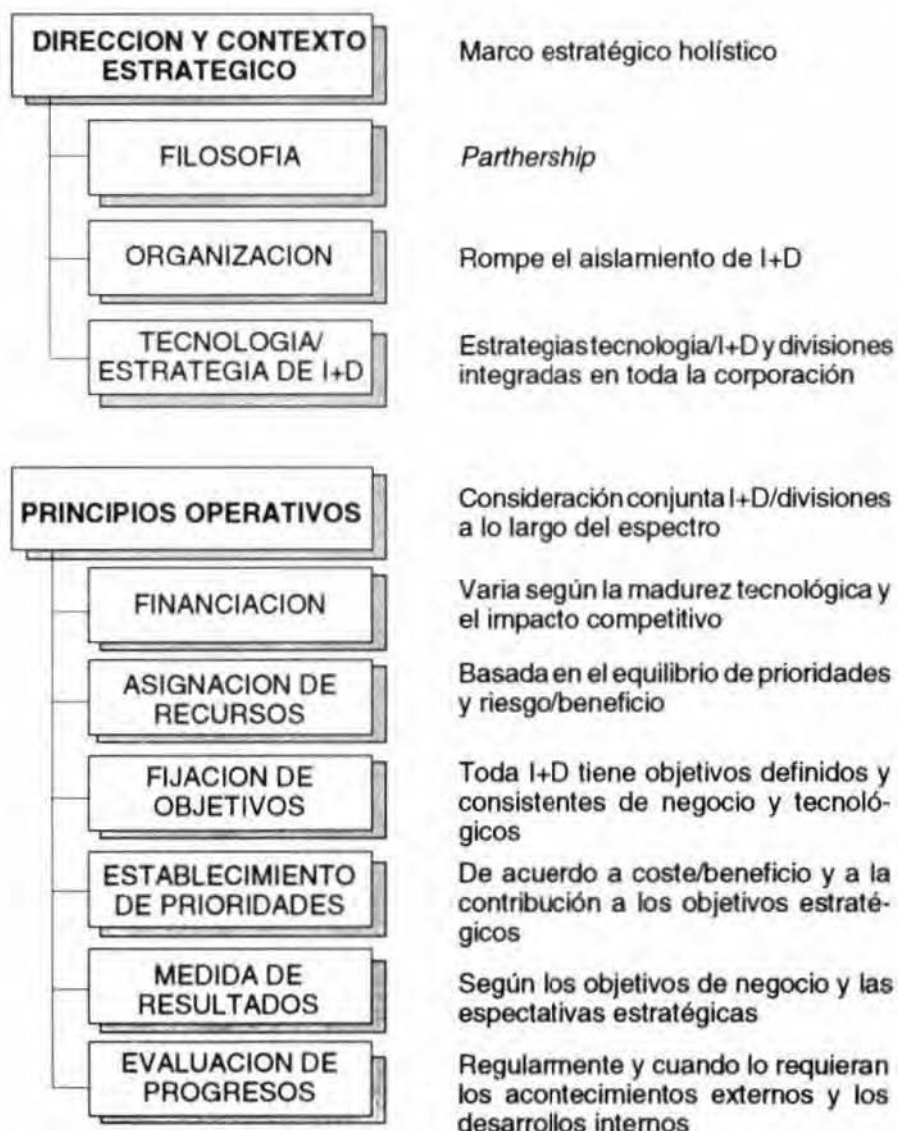 DIRECCION Y CONTEXTO
ESTRATEGICO
Marco estratégico holístico
FILOSOFIA
Parthership
ORGANIZACION
Rompe el aislamiento de I+D
TECNOLOGIA/
ESTRATEGIA DE I+D
Estrategias tecnologia/I+D y divisiones
integradas en toda la corporación
PRINCIPIOS OPERATIVOS
Consideración conjunta I+D/divisiones
a lo largo del espectro
FINANCIACION
Varia según la madurez tecnológica y
el impacto competitivo
ASIGNACION DE
RECURSOS
Basada en el equilibrio de prioridades
y riesgo/beneficio
FIJACION DE
OBJETIVOS
Toda I+D tiene objetivos definidos y
consistentes de negocio y tecnoló-
gicos
ESTABLECIMIENTO
DE PRIORIDADES
De acuerdo a coste/beneficio y a la
contribución a los objetivos estraté-
gicos
MEDIDA DE
RESULTADOS
Según los objetivos de negocio y las
espectativas estratégicas
EVALUACION DE
PROGRESOS
Regularmente y cuando lo requieran
los acontecimientos externos y los
desarrollos internos